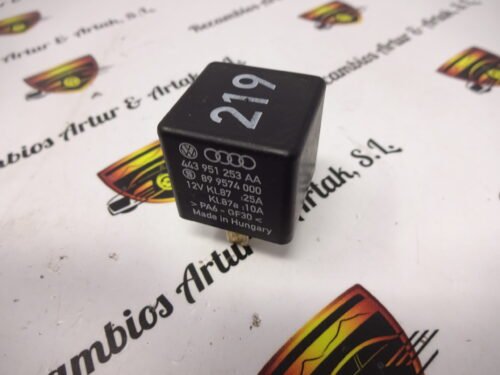 219
443 951 253 AA
89 9574 000
12V KL87 :25A
KL87a :10A
> PA6 - GF30 <
Made in Hungary
Recambios Artur & Artak, S.L.
Recambios Artur & Artak, S.L.
Recambios Artur